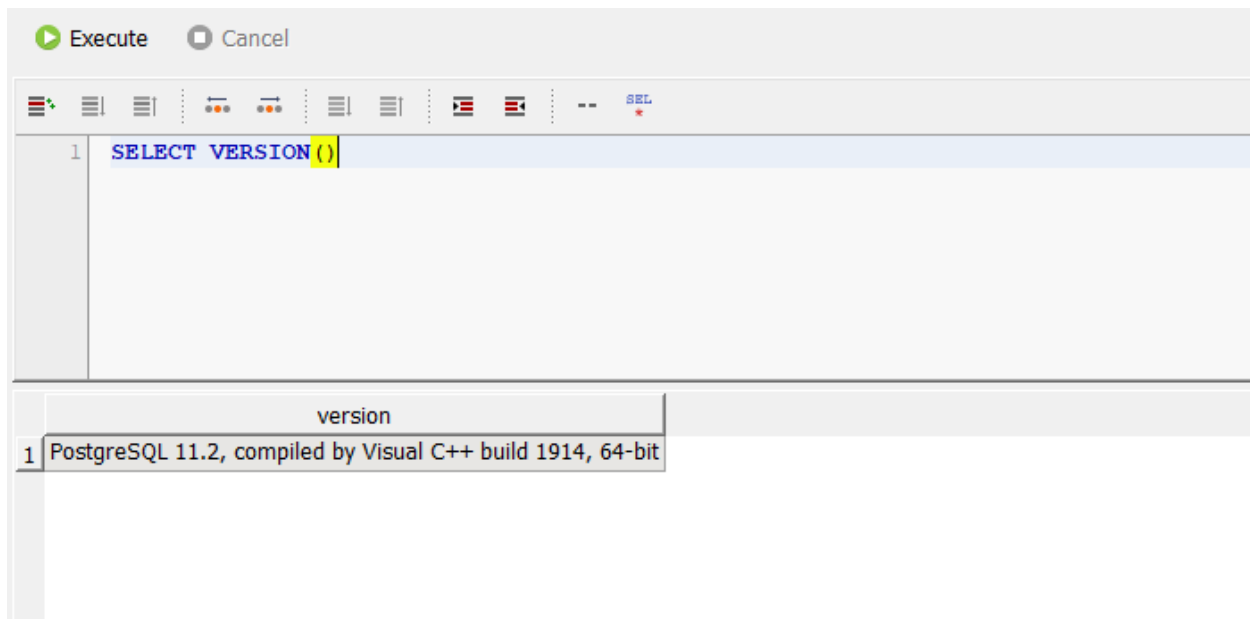 Execute Cancel
-- SEL
*
1 SELECT VERSION()
version
1 PostgreSQL 11.2, compiled by Visual C++ build 1914, 64-bit